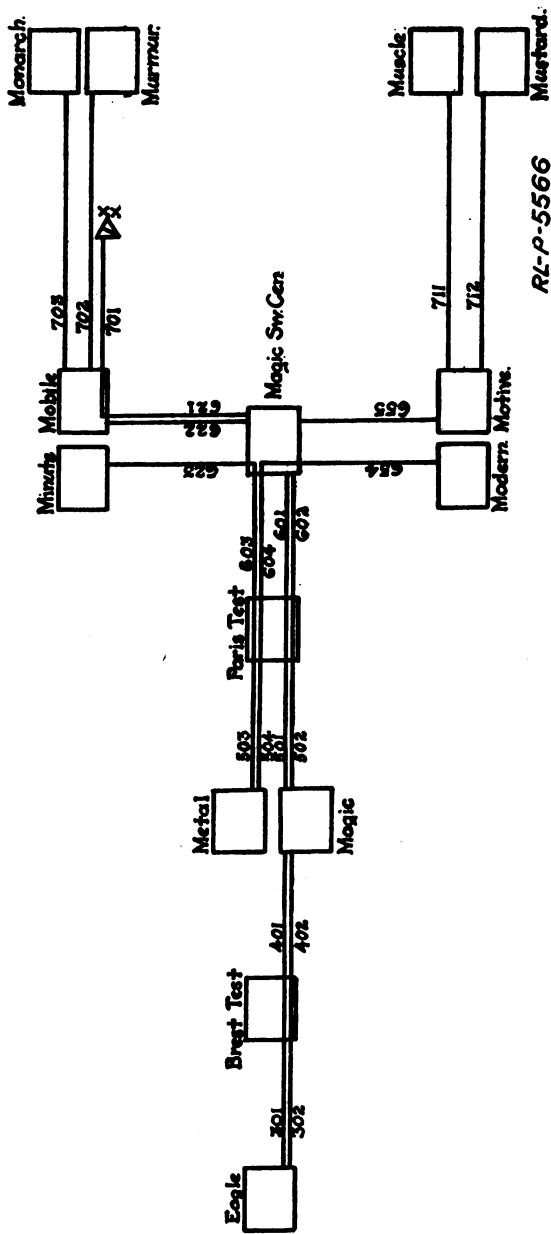 Minute
Mobile
Monarch.
703
702
701
X
X
Murmur.
623
622
621
Eagle
301
302
Brest Test
401
402
Metal
Magic
503
504
501
502
Paris Test
603
604
601
602
Magic Sw. Cen
654
Modern
Motive.
711
712
Muscle
Mustard.
RL-P-5566